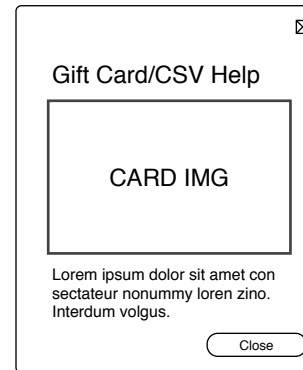 Gift Card/CSV Help
CARD IMG
Lorem ipsum dolor sit amet con
sectateur nonummy loren zino.
Interdum volgus.
Close